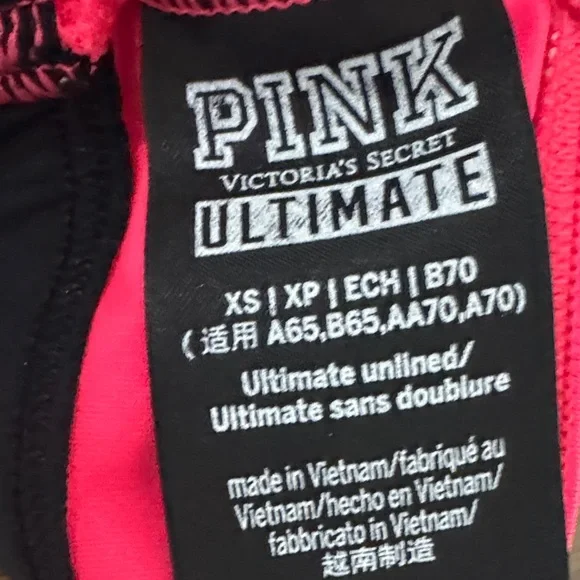 PINK
VICTORIA'S SECRET
ULTIMATE
XS | XP | ECH | B70
(适用 A65,B65,AA70,A70)
Ultimate unlined/
Ultimate sans doublure
made in Vietnam/fabriqué au
Vietnam/hecho en Vietnam/
fabbricato in Vietnam/
越南制造